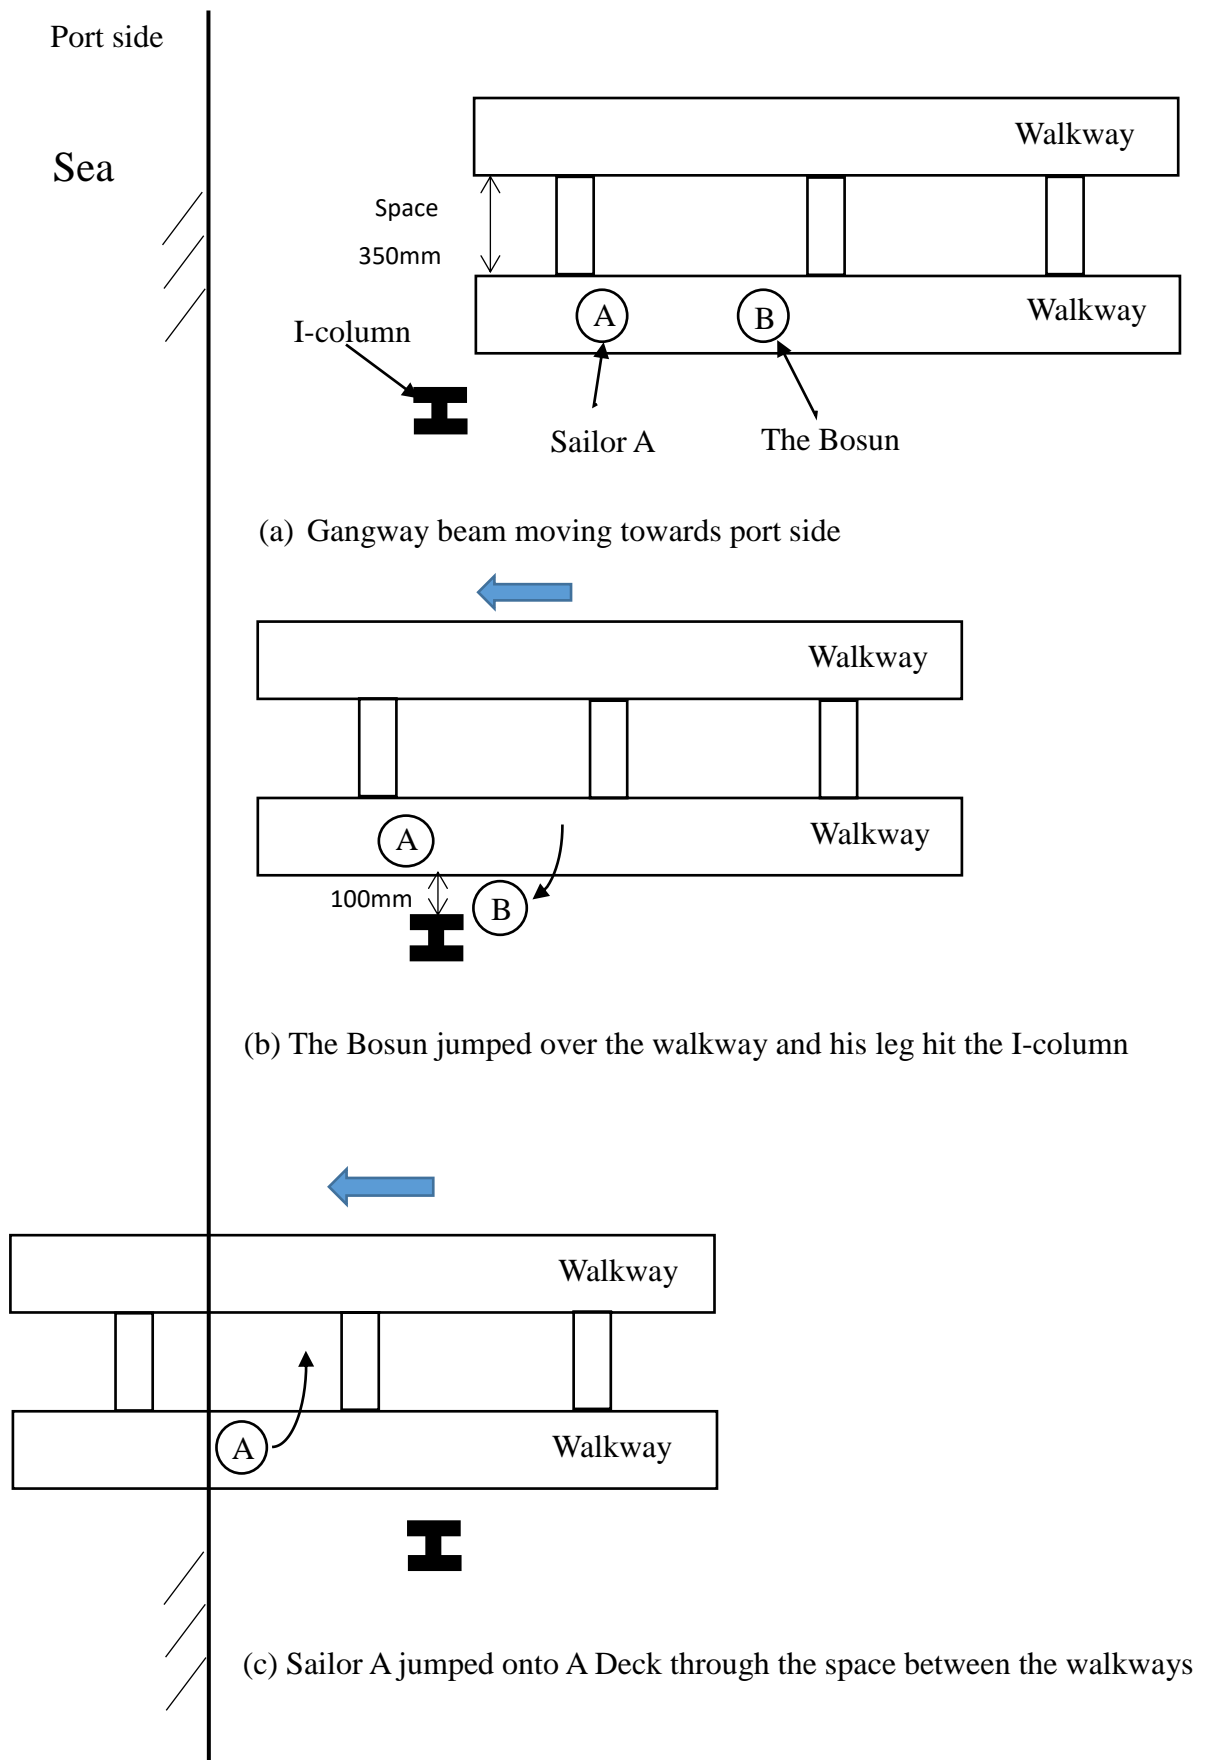 Port side
Walkway
Sea
Space
350mm
Walkway
A
B
I-column
Sailor A
The Bosun
(a) Gangway beam moving towards port side
Walkway
Walkway
A
100mm
B
(b) The Bosun jumped over the walkway and his leg hit the I-column
Walkway
Walkway
A
(c) Sailor A jumped onto A Deck through the space between the walkways